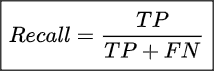 Recall = TP / (TP + FN)